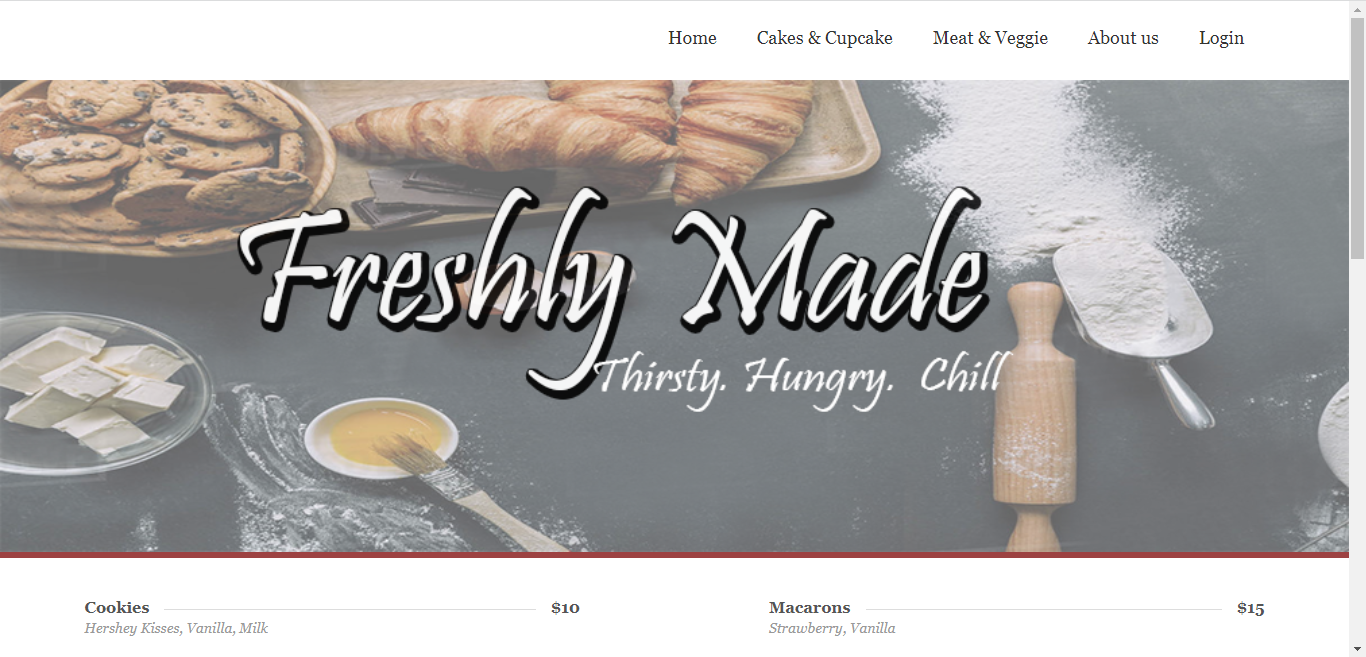 Home Cakes & Cupcake Meat & Veggie About us Login
Freshly Made
Thirsty. Hungry. Chill
Cookies $10
Hershey Kisses, Vanilla, Milk
Macarons $15
Strawberry, Vanilla